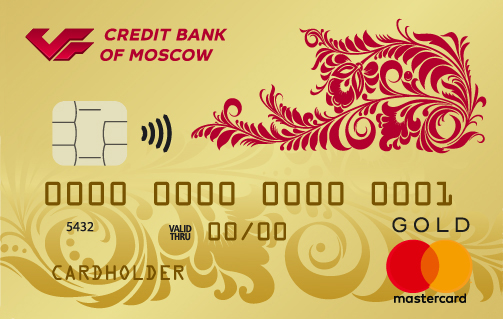 CREDIT BANK
OF MOSCOW
0000 0000 0000 0001
5432
VALID
THRU
00/00
GOLD
CARDHOLDER
mastercard